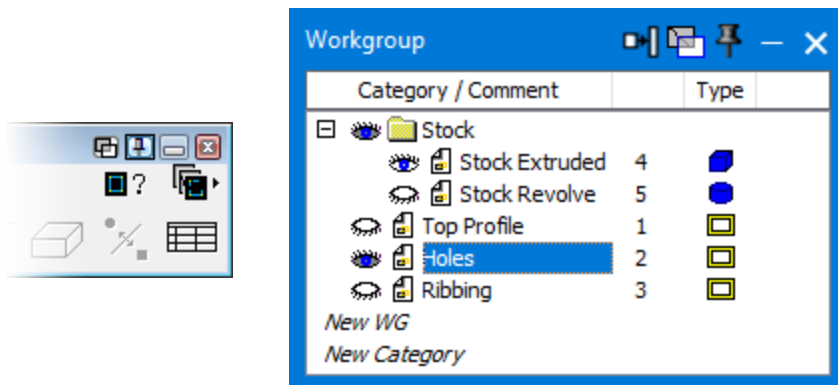 Workgroup
Category / Comment Type
Stock
Stock Extruded 4
Stock Revolve 5
?
Top Profile 1
Holes 2
Ribbing 3
New WG
New Category